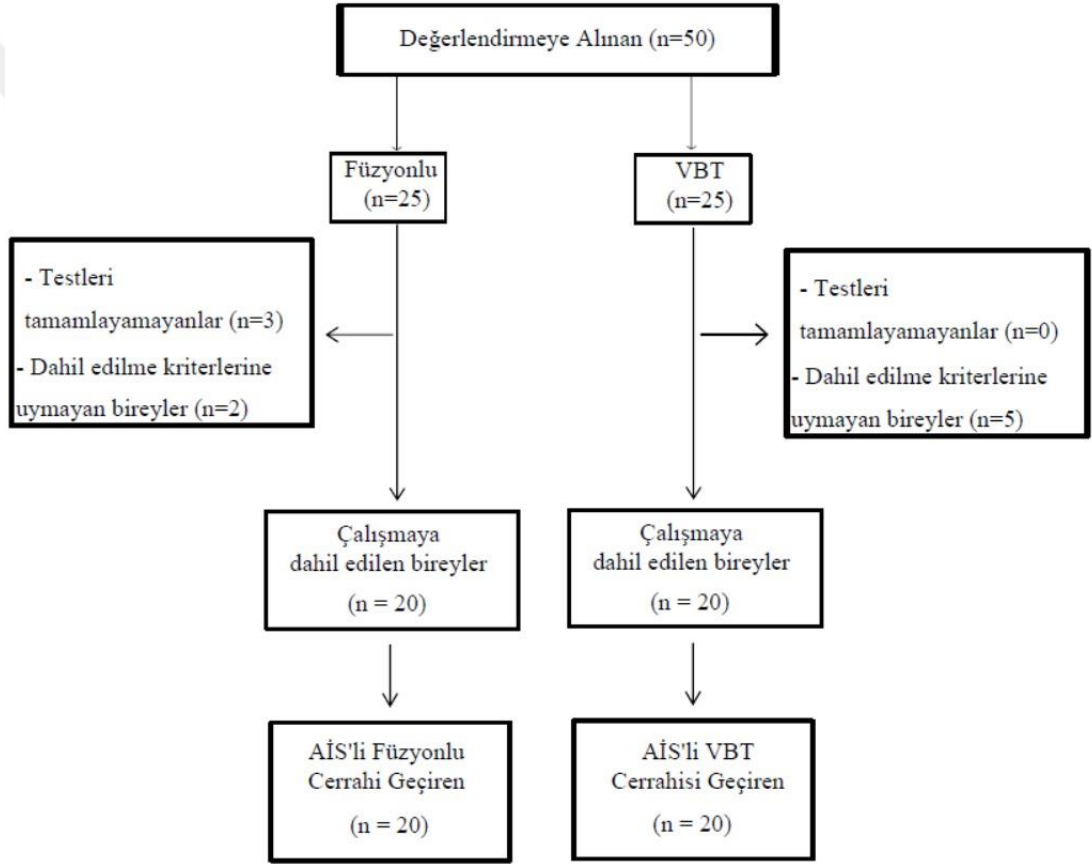 Değerlendirmeye Alınan (n=50)
Füzyonlu
(n=25)
VBT
(n=25)
- Testleri
tamamlayamayanlar (n=3)
- Dahil edilme kriterlerine
uymayan bireyler (n=2)
- Testleri
tamamlayamayanlar (n=0)
- Dahil edilme kriterlerine
uymayan bireyler (n=5)
Çalışmaya
dahil edilen bireyler
(n = 20)
Çalışmaya
dahil edilen bireyler
(n = 20)
AİS'li Füzyonlu
Cerrahi Geçiren
(n = 20)
AİS'li VBT
Cerrahisi Geçiren
(n = 20)